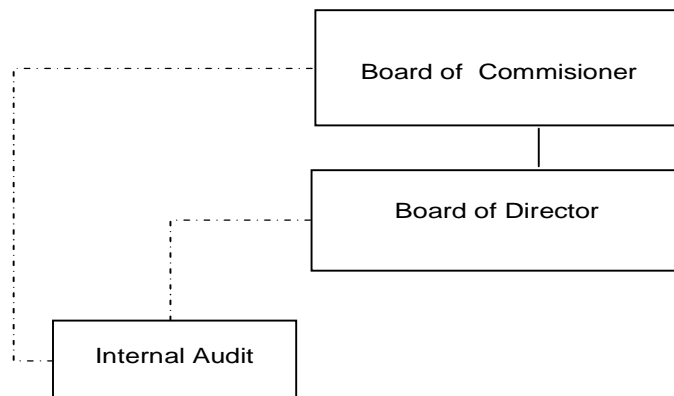 Board of Commisioner
Board of Director
Internal Audit